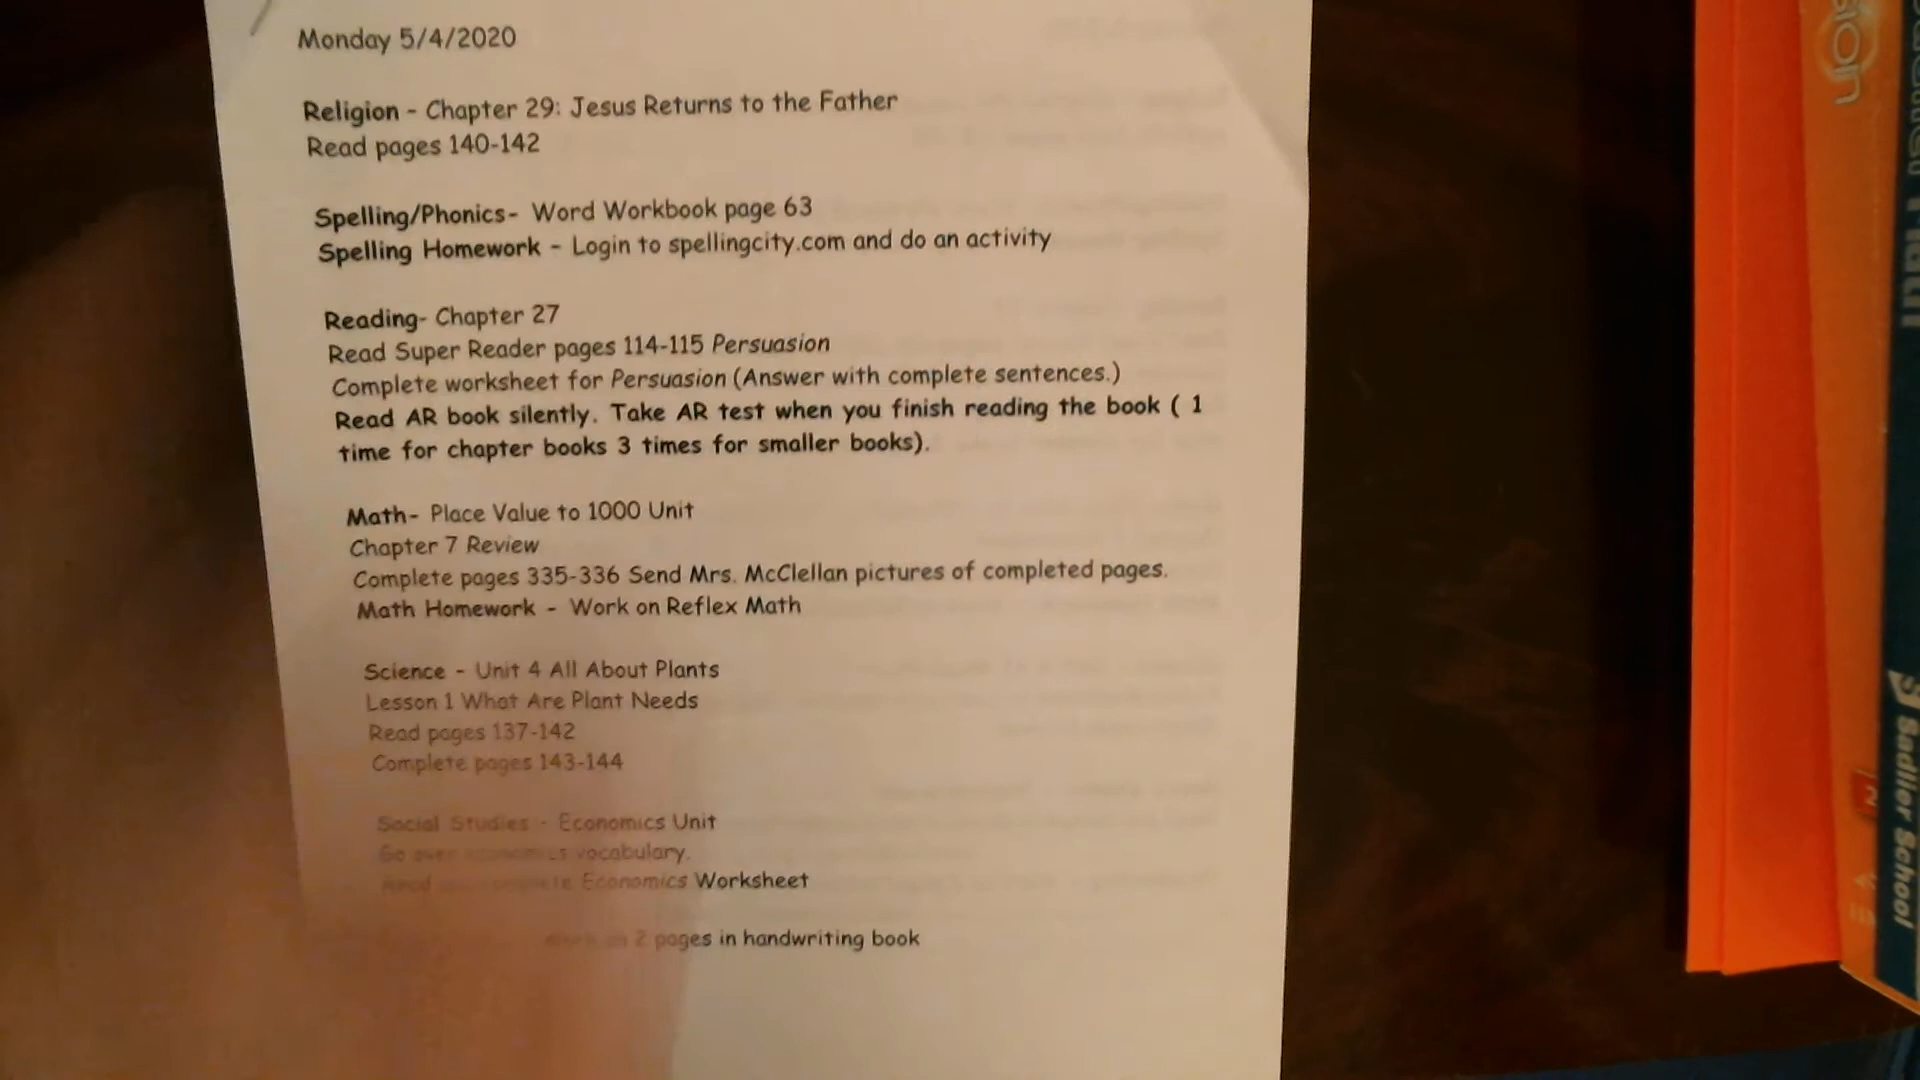 Monday 5/4/2020
Religion - Chapter 29: Jesus Returns to the Father
Read pages 140-142
Spelling/Phonics- Word Workbook page 63
Spelling Homework - Login to spellingcity.com and do an activity
Reading- Chapter 27
Read Super Reader pages 114-115 Persuasion
Complete worksheet for Persuasion (Answer with complete sentences.)
Read AR book silently. Take AR test when you finish reading the book ( 1
time for chapter books 3 times for smaller books).
Math- Place Value to 1000 Unit
Chapter 7 Review
Complete pages 335-336 Send Mrs. McClellan pictures of completed pages.
Math Homework - Work on Reflex Math
Science - Unit 4 All About Plants
Lesson 1 What Are Plant Needs
Read pages 137-142
Complete pages 143-144
Social Studies - Economics Unit
Go over economics vocabulary.
Read Economics Worksheet
2 pages in handwriting book
Sadlier School